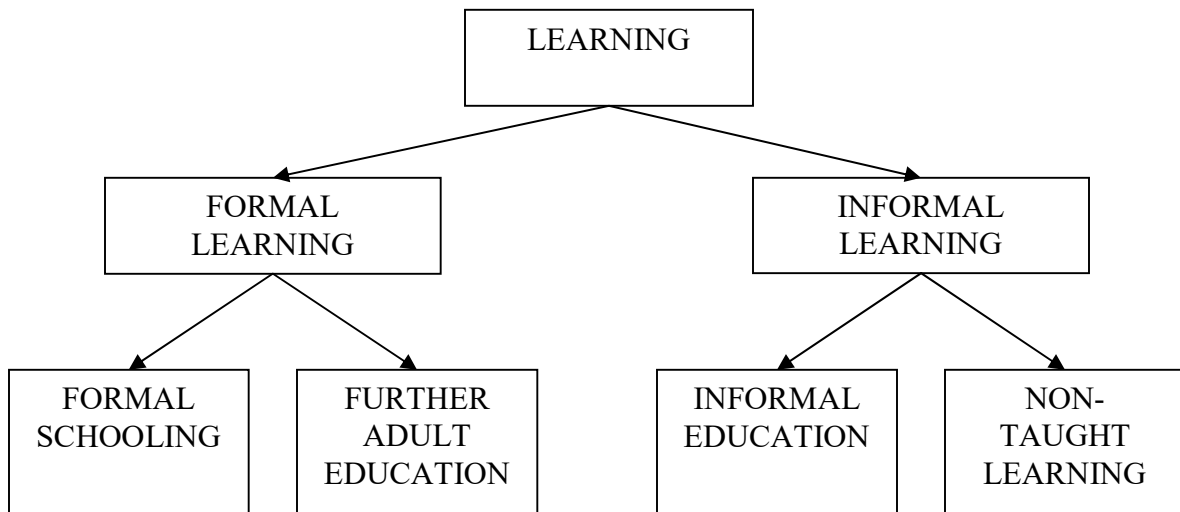 LEARNING
FORMAL
LEARNING
INFORMAL
LEARNING
FORMAL
SCHOOLING
FURTHER
ADULT
EDUCATION
INFORMAL
EDUCATION
NON-
TAUGHT
LEARNING